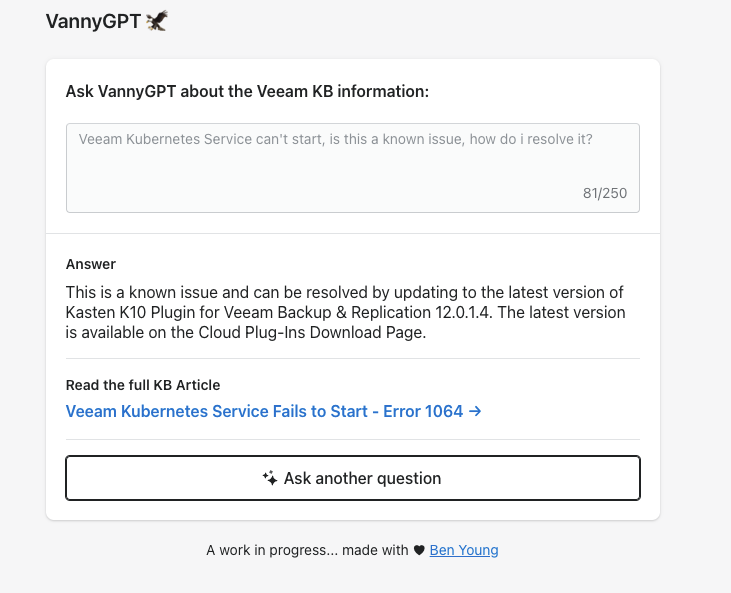 VannyGPT
Ask VannyGPT about the Veeam KB information:
Veeam Kubernetes Service can't start, is this a known issue, how do i resolve it?
81/250
Answer
This is a known issue and can be resolved by updating to the latest version of
Kasten K10 Plugin for Veeam Backup & Replication 12.0.1.4. The latest version
is available on the Cloud Plug-Ins Download Page.
Read the full KB Article
Veeam Kubernetes Service Fails to Start - Error 1064 →
Ask another question
A work in progress... made with ♥ Ben Young